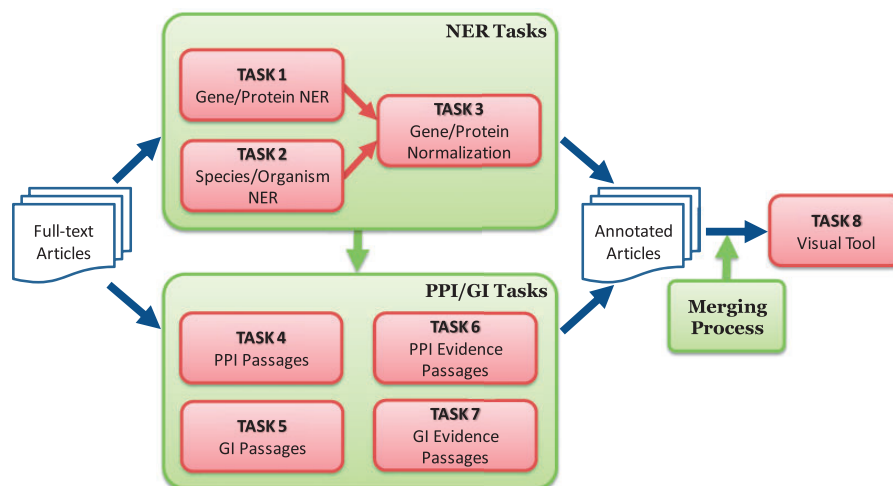 NER Tasks
TASK 1
Gene/Protein NER
TASK 2
Species/Organism
NER
TASK 3
Gene/Protein
Normalization
Full-text
Articles
Annotated
Articles
TASK 8
Visual Tool
Merging
Process
PPI/GI Tasks
TASK 4
PPI Passages
TASK 5
GI Passages
TASK 6
PPI Evidence
Passages
TASK 7
GI Evidence
Passages